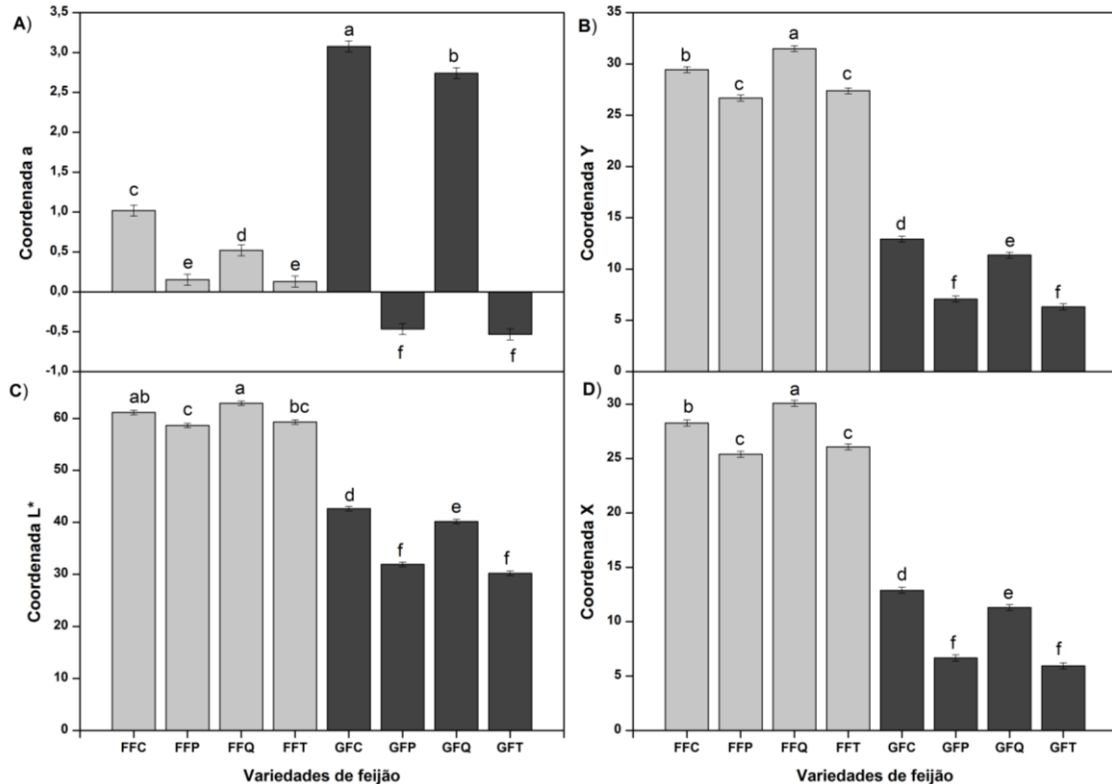 A)
Coordenada a
3,5
3,0
2,5
2,0
1,5
1,0
0,5
0,0
-0,5
-1,0
c
e
d
e
a
f
b
f
B)
Coordenada Y
35
30
25
20
15
10
5
0
b
c
a
c
d
f
e
f
C)
Coordenada L*
60
50
40
30
20
10
0
ab
c
a
bc
d
f
e
f
FFC FFP FFQ FFT GFC GFP GFQ GFT
Variedades de feijão
D)
Coordenada X
30
25
20
15
10
5
0
b
c
a
c
d
f
e
f
FFC FFP FFQ FFT GFC GFP GFQ GFT
Variedades de feijão